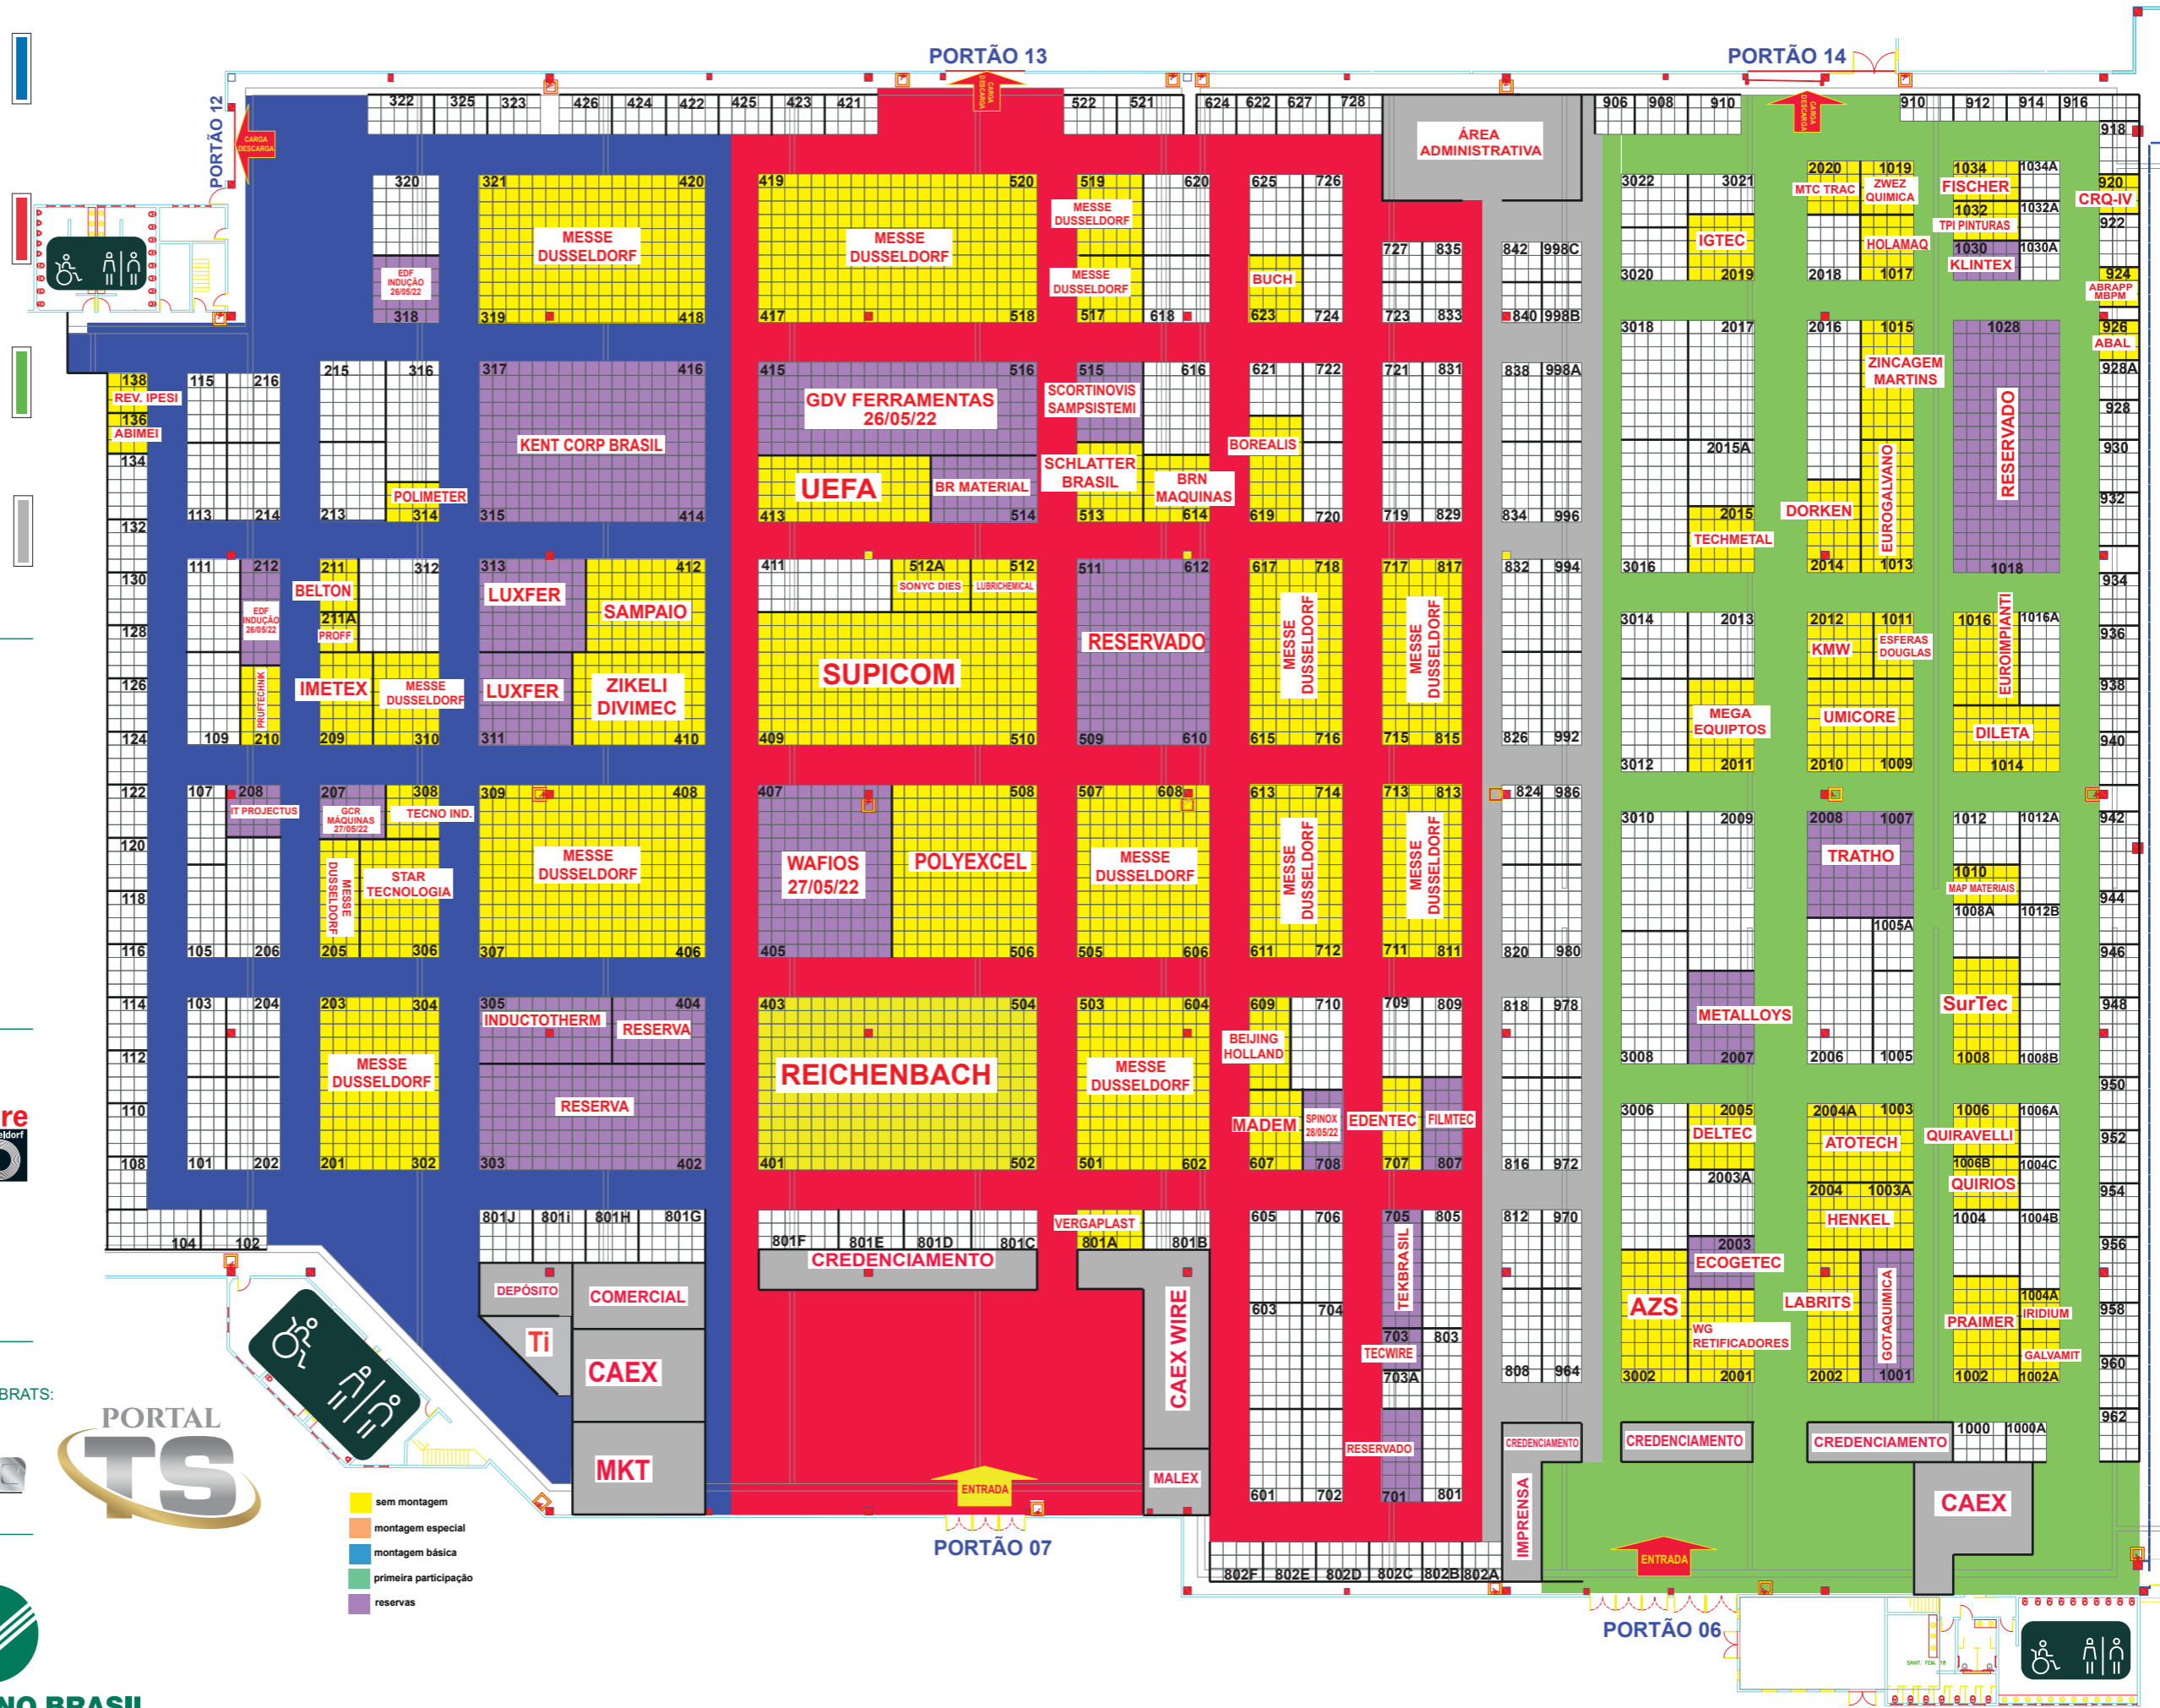 PORTÃO 13
PORTÃO 14
PORTÃO 12
CARGA
DESCARGA
CARGA
DESCARGA
CARGA
DESCARGA
322 325 323 426 424 422 425 423 421 522 521 624 622 627 728 906 908 910 910 912 914 916
918
ÁREA
ADMINISTRATIVA
320 321 420 419 520 519 620 625 726 3022 3021 2020 1019 1034 1034A 920
MESSE
DUSSELDORF
MESSE
DUSSELDORF
MESSE
DUSSELDORF
MTC TRAC
ZWEZ
QUIMICA
FISCHER
CRQ-IV
1032 1032A 922
TPI PINTURAS
IGTEC
HOLAMAQ
727 835 842 998C
1030 1030A
KLINTEX
EDF
INDUÇÃO
26/05/22
MESSE
DUSSELDORF
BUCH
3020 2019 2018 1017 924
ABRAPP
MBPM
318 319 418 417 518 517 618 623 724 723 833 840 998B
3018 2017 2016 1015 1028 926
ABAL
138 115 216 215 316 317 416 415 516 515 616 621 722 721 831 838 998A 928A
REV. IPESI
136
ABIMEI
134
KENT CORP BRASIL
GDV FERRAMENTAS
26/05/22
SCORTINOVIS
SAMPSISTEMI
ZINCAGEM
MARTINS
RESERVADO
928
BOREALIS
2015A 930
POLIMETER
UEFA
BR MATERIAL
SCHLATTER
BRASIL
BRN
MAQUINAS
DORKEN
EUROGALVANO
932
132 113 214 213 314 315 414 413 514 513 614 619 720 719 829 834 996 2015
TECHMETAL
3016 2014 1013 1018
130 111 212 211 312 313 412 411 512A 512 511 612 617 718 717 817 832 994 934
BELTON
LUXFER
SAMPAIO
SONYC DIES
LUBRICHEMICAL
EDF
INDUÇÃO
26/05/22
211A
PROFF
128
3014 2013 2012 1011 1016 1016A 936
RESERVADO
MESSE
DUSSELDORF
MESSE
DUSSELDORF
KMW
ESFERAS
DOUGLAS
EUROIMPIANTI
126
PRUFTECHNIK
IMETEX
MESSE
DUSSELDORF
LUXFER
ZIKELI
DIVIMEC
SUPICOM
938
MEGA
EQUIPTOS
UMICORE
DILETA
124 109 210 209 310 311 410 409 510 509 610 615 716 715 815 826 992 940
3012 2011 2010 1009 1014
122 107 208 207 308 309 408 407 508 507 608 613 714 713 813 824 986
IT PROJECTUS
GCR
MÁQUINAS
27/05/22
TECNO IND.
3010 2009 2008 1007 1012 1012A 942
120
MESSE
DUSSELDORF
STAR
TECNOLOGIA
MESSE
DUSSELDORF
WAFIOS
27/05/22
POLYEXCEL
MESSE
DUSSELDORF
MESSE
DUSSELDORF
MESSE
DUSSELDORF
TRATHO
1010
MAP MATERIAIS
118 944
1008A 1012B
1005A
116 105 206 205 306 307 406 405 506 505 606 611 712 711 811 820 980 946
114 103 204 203 304 305 404 403 504 503 604 609 710 709 809 818 978 948
INDUCTOTHERM
RESERVA
METALLOYS
SurTec
112
MESSE
DUSSELDORF
REICHENBACH
MESSE
DUSSELDORF
BEIJING
HOLLAND
3008 2007 2006 1005 1008 1008B
950
110
RESERVA
MADEM
SPINOX
28/05/22
EDENTEC
FILMTEC
3006 2005 2004A 1003 1006 1006A
DELTEC
ATOTECH
QUIRAVELLI
952
108 101 202 201 302 303 402 401 502 501 602 607 708 707 807 816 972
1006B 1004C
2003A
QUIRIOS
2004 1003A 954
104 102 801J 801i 801H 801G 801F 801E 801D 801C
VERGAPLAST
801A 801B 605 706 705 805 812 970
HENKEL
1004 1004B
956
CREDENCIAMENTO
2003
ECOGETEC
DEPÓSITO
COMERCIAL
CAEX WIRE
TEKBRASIL
AZS
LABRITS
GOTAQUIMICA
1004A 958
IRIDIUM
PRAIMER
603 704
Ti
703 803
TECWIRE
WG
RETIFICADORES
GALVAMIT
CAEX
703A
808 964 3002 2001 2002 1001 1002 1002A 960
962
RESERVADO
CREDENCIAMENTO
CREDENCIAMENTO
CREDENCIAMENTO
1000 1000A
MKT
MALEX
ENTRADA
601 702 701 801
IMPRENSA
CAEX
PORTÃO 07
ENTRADA
802F 802E 802D 802C 802B 802A
PORTÃO 06
SANT. FEM. 18
re
eldorf
BRATS:
PORTAL
TS
sem montagem
montagem especial
montagem básica
primeira participação
reservas
NO BRASIL